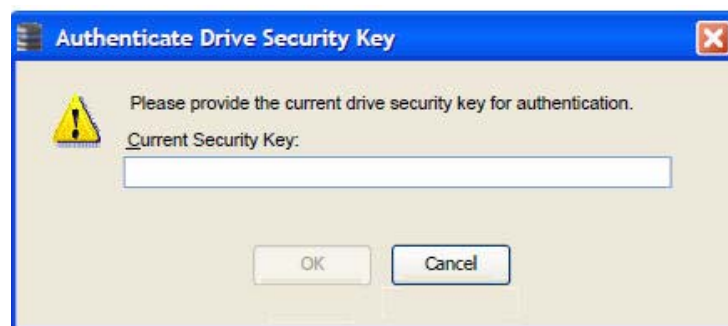 Authenticate Drive Security Key
Please provide the current drive security key for authentication.
Current Security Key:
OK
Cancel